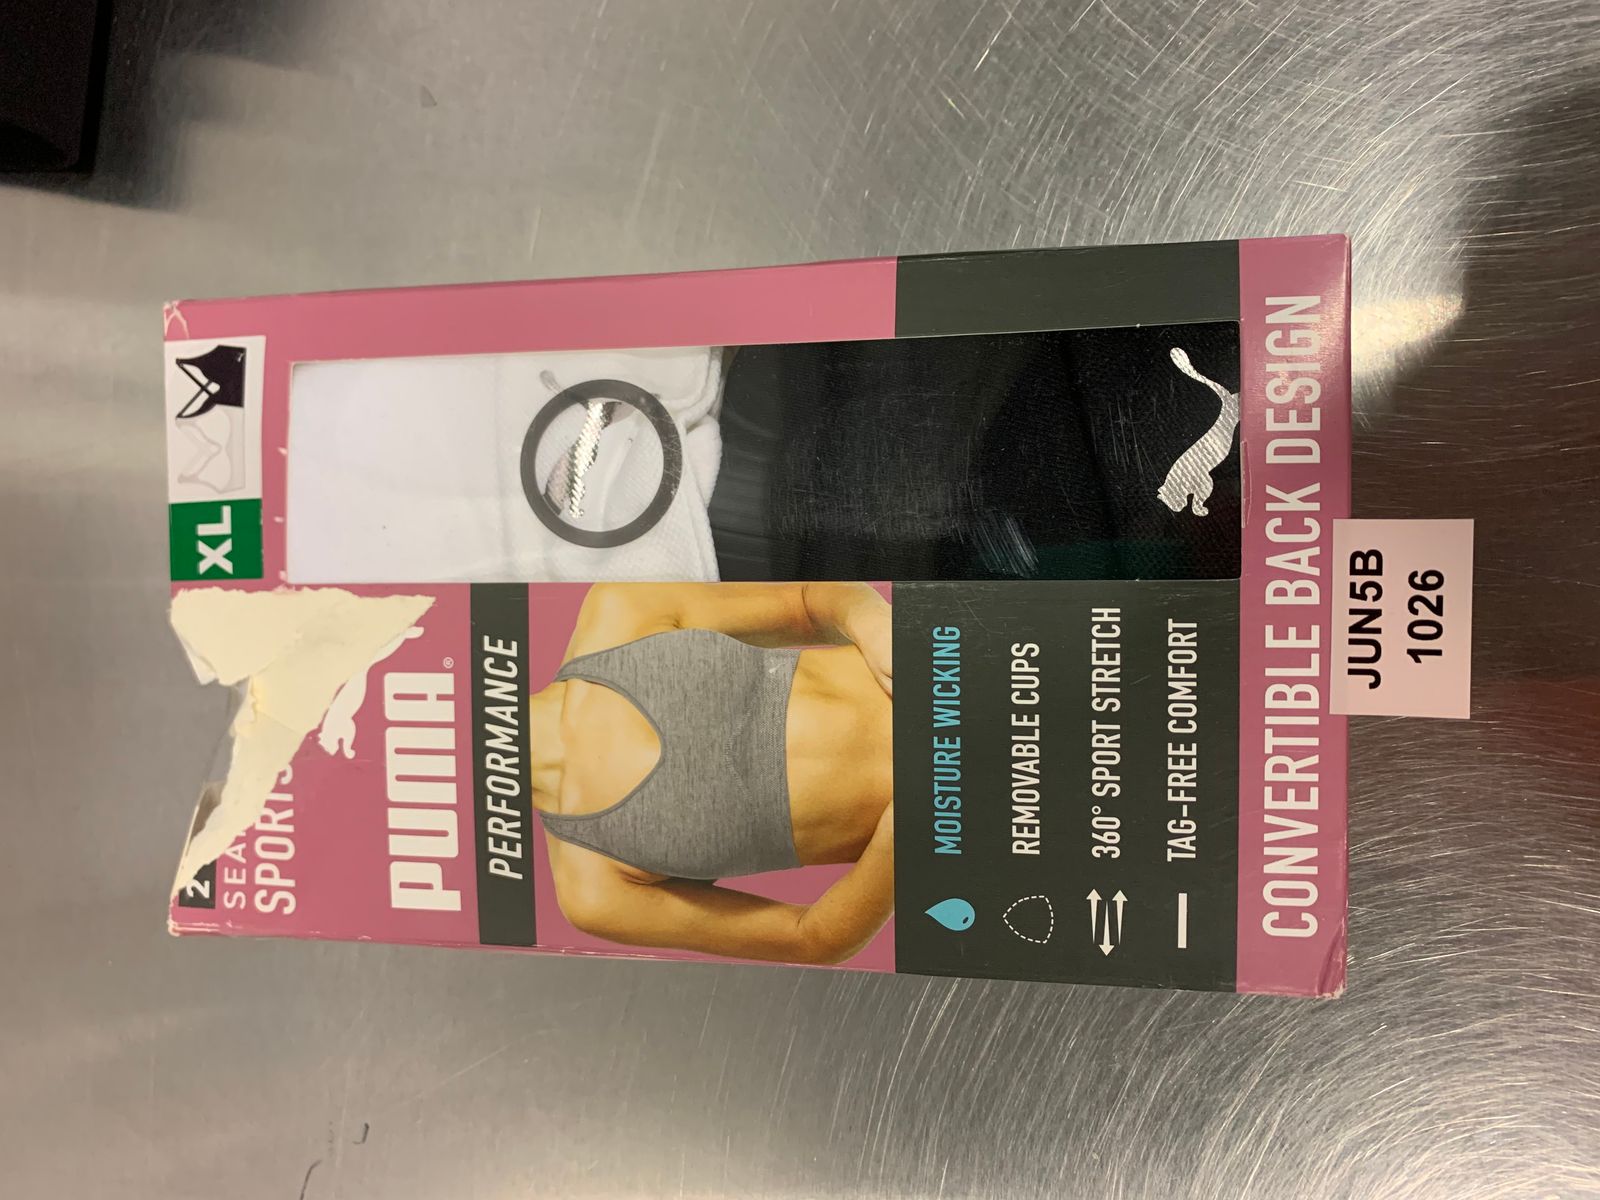 XL
2
SPORTS
PUMA®
PERFORMANCE
MOISTURE WICKING
REMOVABLE CUPS
360° SPORT STRETCH
TAG-FREE COMFORT
CONVERTIBLE BACK DESIGN
JUN5B
1026